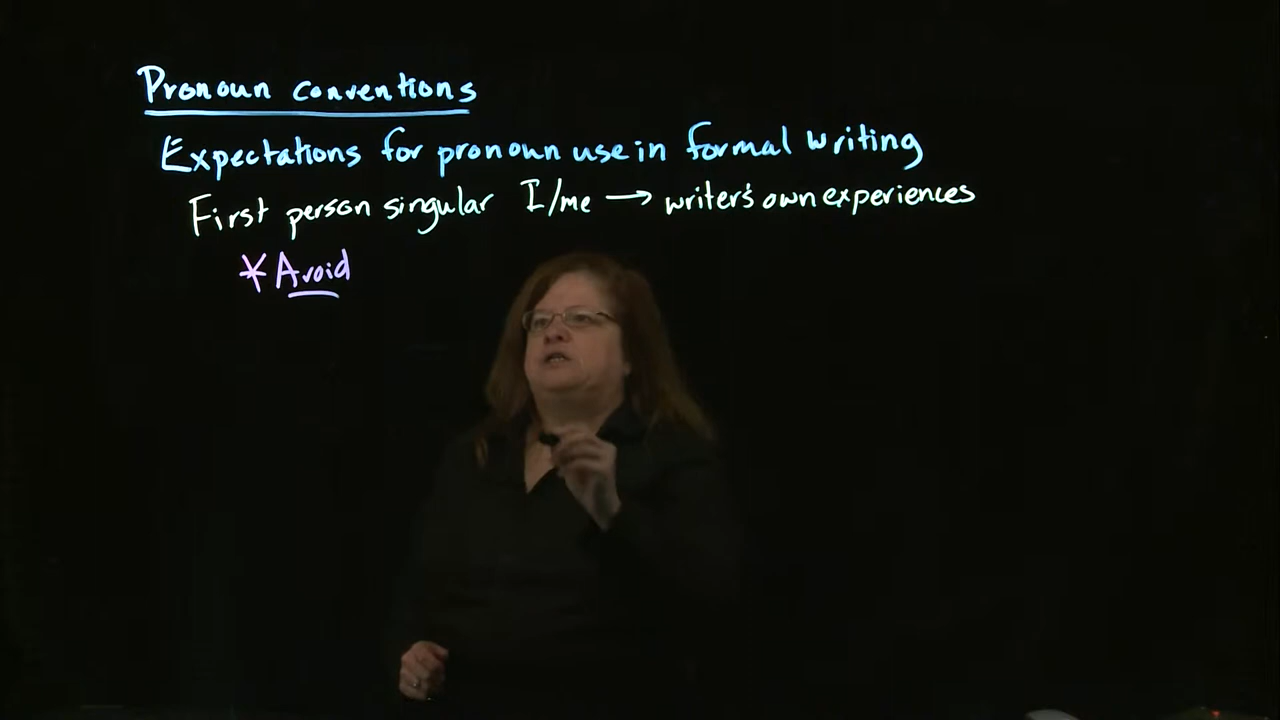 Pronoun conventions
Expectations for pronoun use in formal writing
First person singular I/me → writer's own experiences
* Avoid